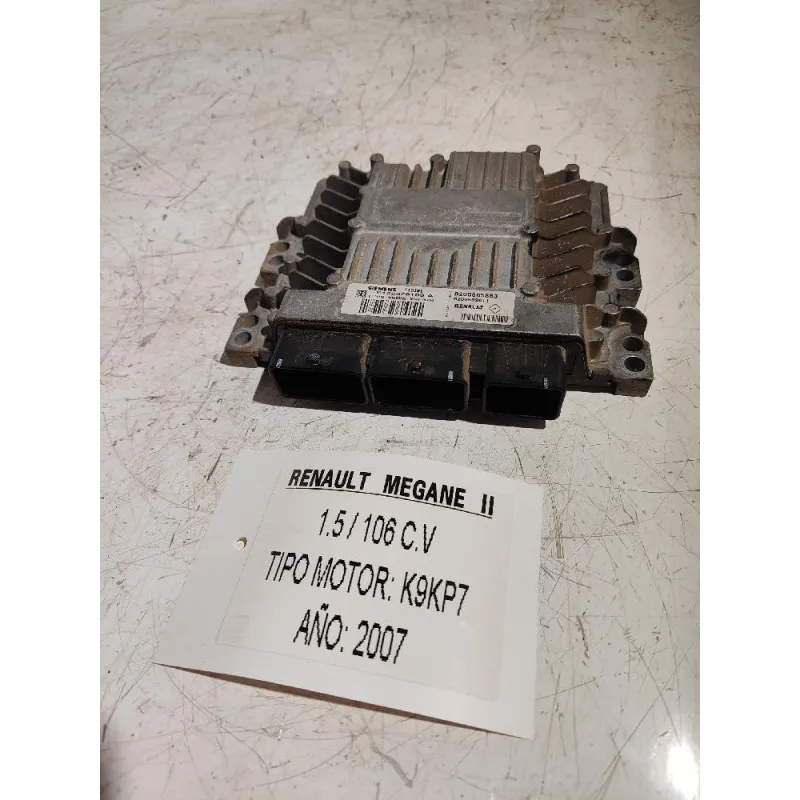 SIEMENS
RENAULT
RENAULT MEGANE II
1.5 / 106 C.V
TIPO MOTOR: K9KP7
AÑO: 2007